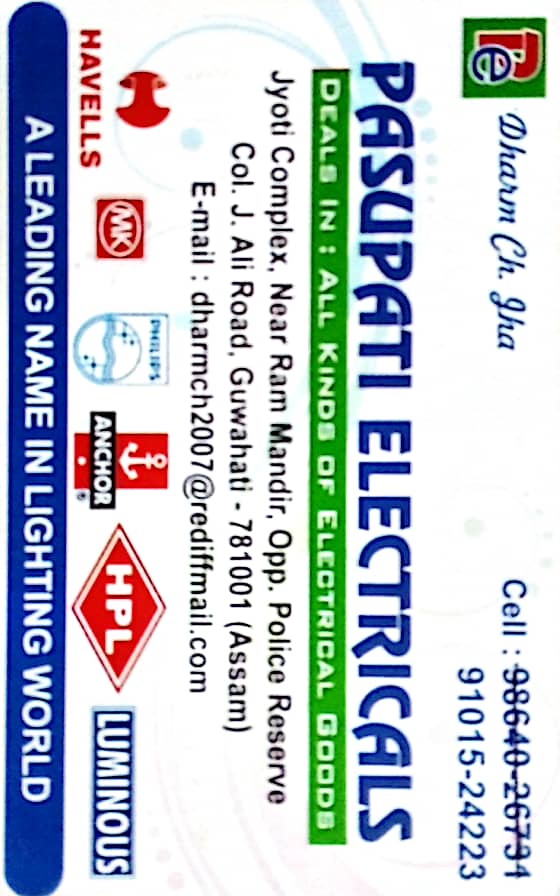 Pe
Dharm Ch. Jha
Cell : 98640-26794
91015-24223
PASUPATI ELECTRICALS
DEALS IN : ALL KINDS OF ELECTRICAL GOODS
Jyoti Complex, Near Ram Mandir, Opp. Police Reserve
Col. J. Ali Road, Guwahati - 781001 (Assam)
E-mail : dharmch2007@rediffmail.com
HAVELLS
MK
PHILIPS
ANCHOR
HPL
LUMINOUS
A LEADING NAME IN LIGHTING WORLD